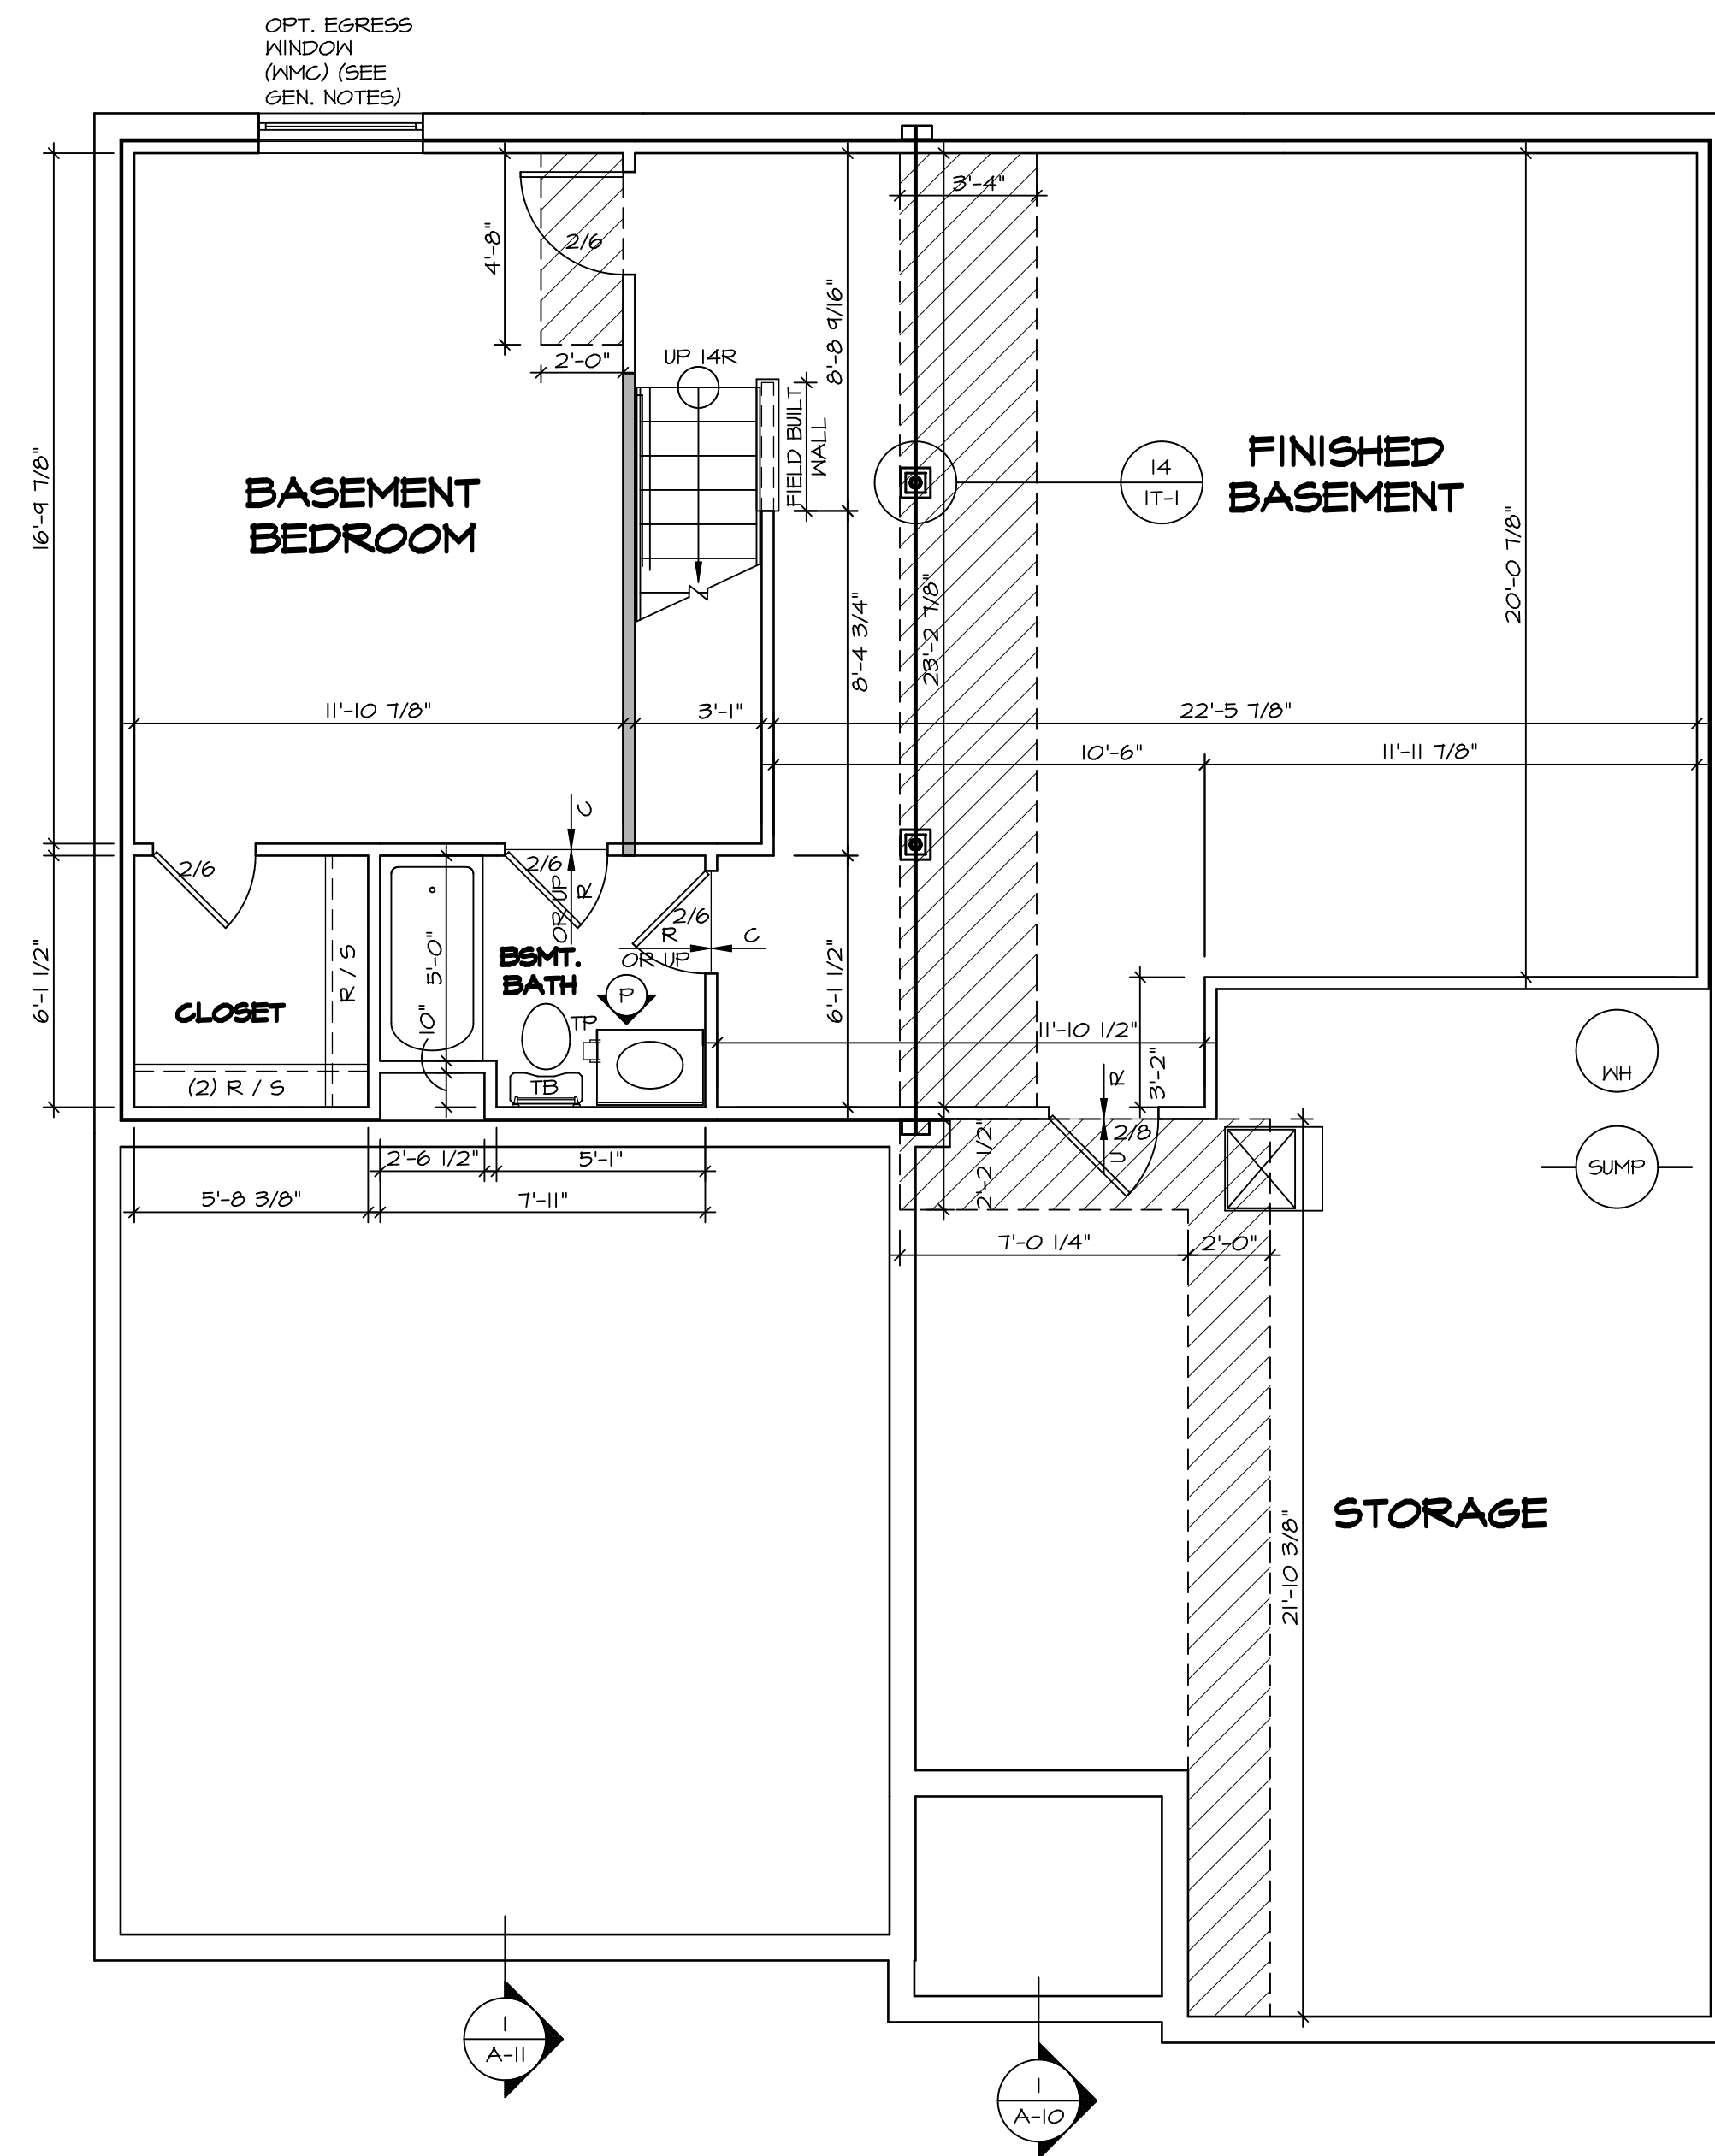 OPT. EGRESS
WINDOW
(WMC) (SEE
GEN. NOTES)
3'-4"
4'-8"
2/6
8'-8 9/16"
2'-0"
UP 14R
FIELD BUILT
WALL
14
1T-1
FINISHED
BASEMENT
BASEMENT
BEDROOM
16'-9 7/8"
20'-0 7/8"
23'-2 7/8"
8'-4 3/4"
11'-10 7/8"
3'-1"
22'-5 7/8"
10'-6"
11'-11 7/8"
C
2/6
2/6
OR UP
R
2/6
R
C
OR UP
BSMT.
BATH
P
5'-0"
R / S
6'-1 1/2"
6'-1 1/2"
CLOSET
10"
TP
11'-10 1/2"
3'-2"
R
WH
(2) R / S
TB
2/8
U
2'-2 1/2"
SUMP
2'-6 1/2"
5'-1"
5'-8 3/8"
7'-11"
7'-0 1/4"
2'-0"
STORAGE
21'-10 3/8"
1
A-11
1
A-10